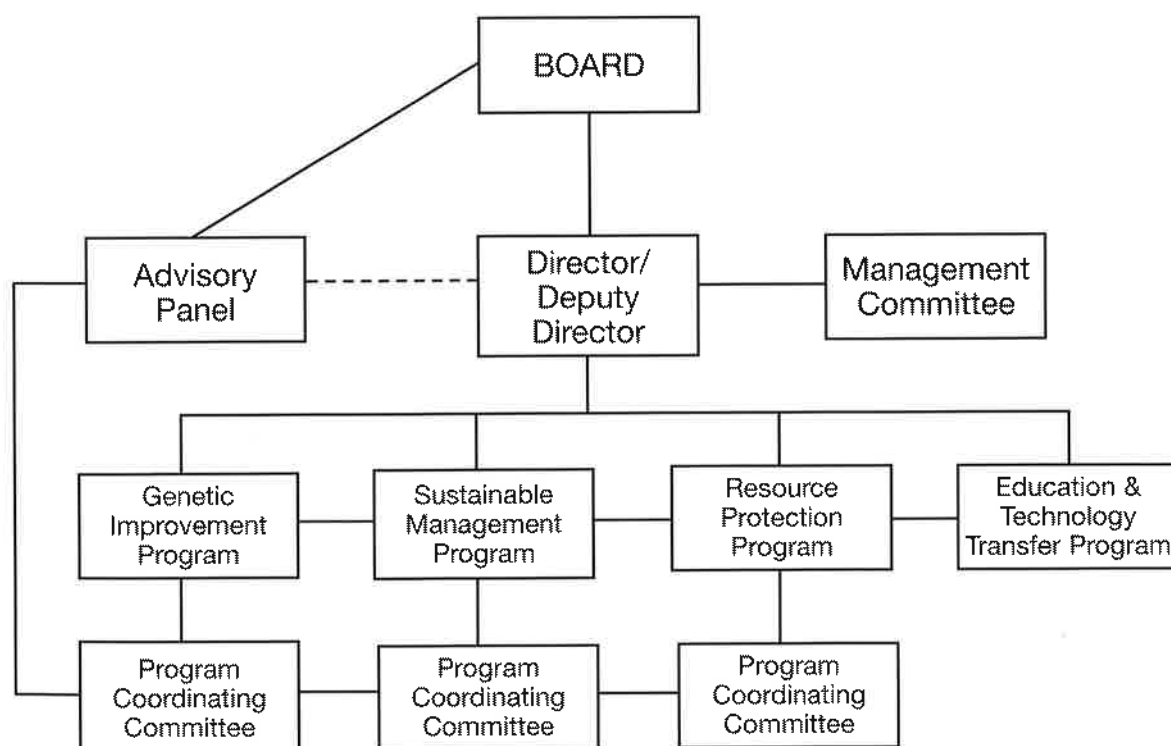 BOARD
Advisory
Panel
Director/
Deputy
Director
Management
Committee
Genetic
Improvement
Program
Sustainable
Management
Program
Resource
Protection
Program
Education &
Technology
Transfer Program
Program
Coordinating
Committee
Program
Coordinating
Committee
Program
Coordinating
Committee